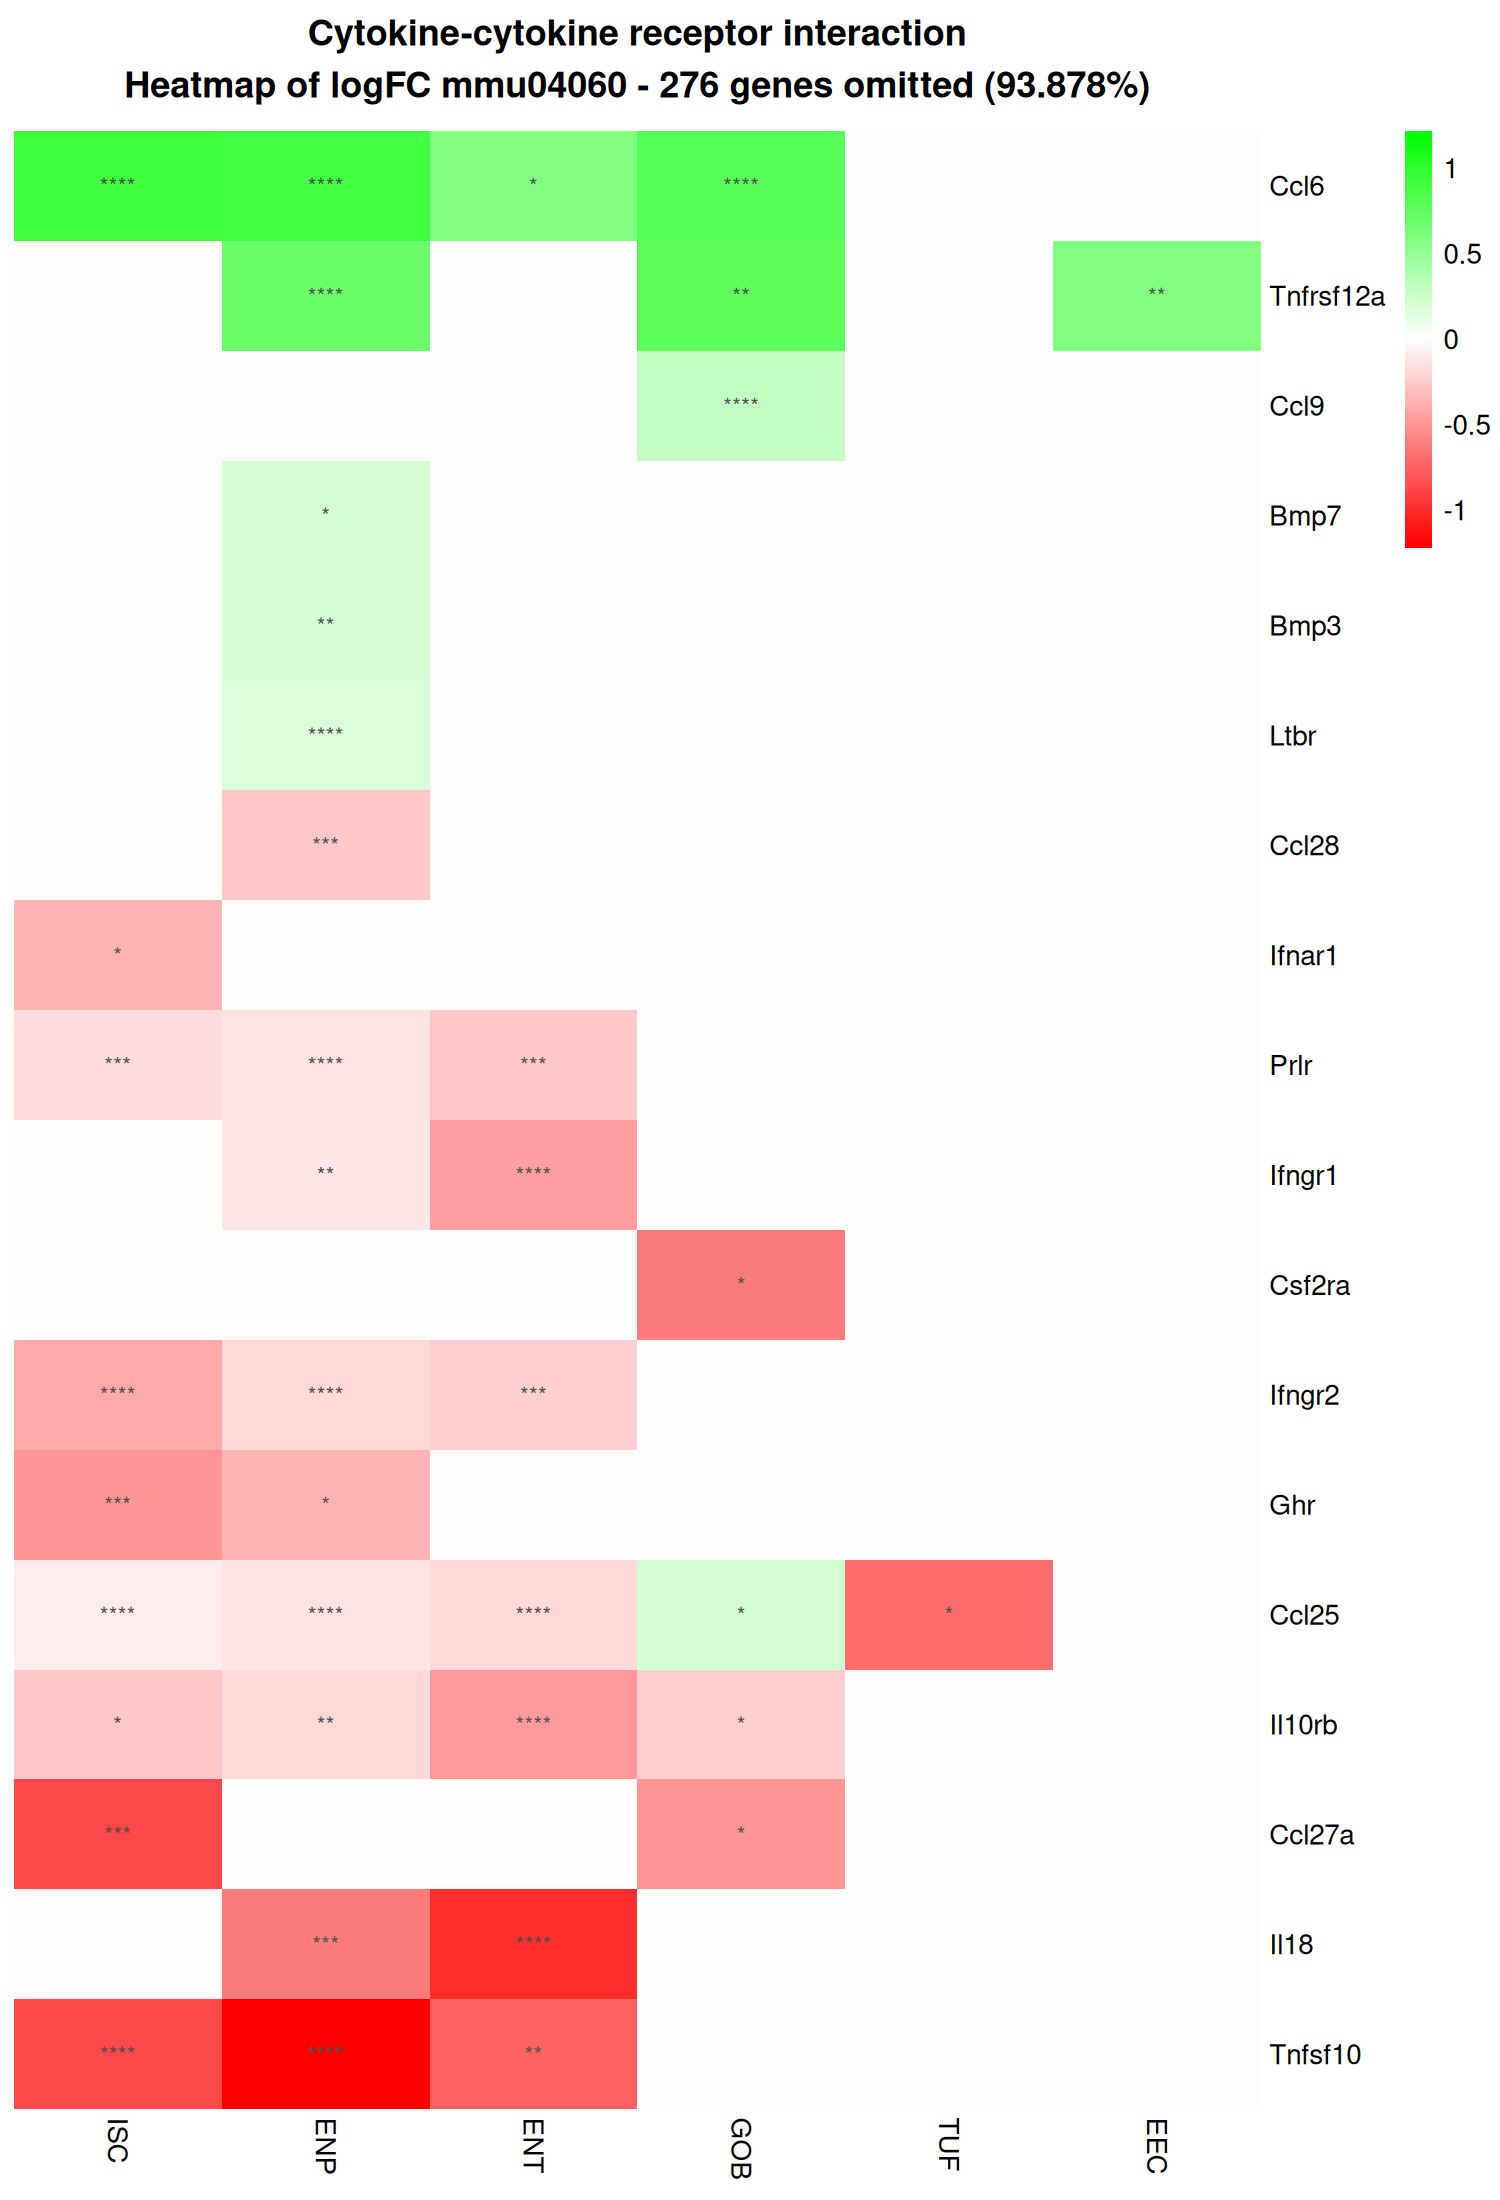 Cytokine-cytokine receptor interaction
Heatmap of logFC mmu04060 - 276 genes omitted (93.878%)
**** **** * **** Ccl6
**** ** ** Tnfrsf12a
**** Ccl9
* Bmp7
** Bmp3
**** Ltbr
*** Ccl28
* Ifnar1
*** **** *** Prlr
** **** Ifngr1
* Csf2ra
**** **** *** Ifngr2
*** * Ghr
**** **** **** * * Ccl25
* ** **** * Il10rb
*** * Ccl27a
*** **** Il18
**** **** ** Tnfsf10
ISC ENP ENT GOB TUF EEC
1
0.5
0
-0.5
-1